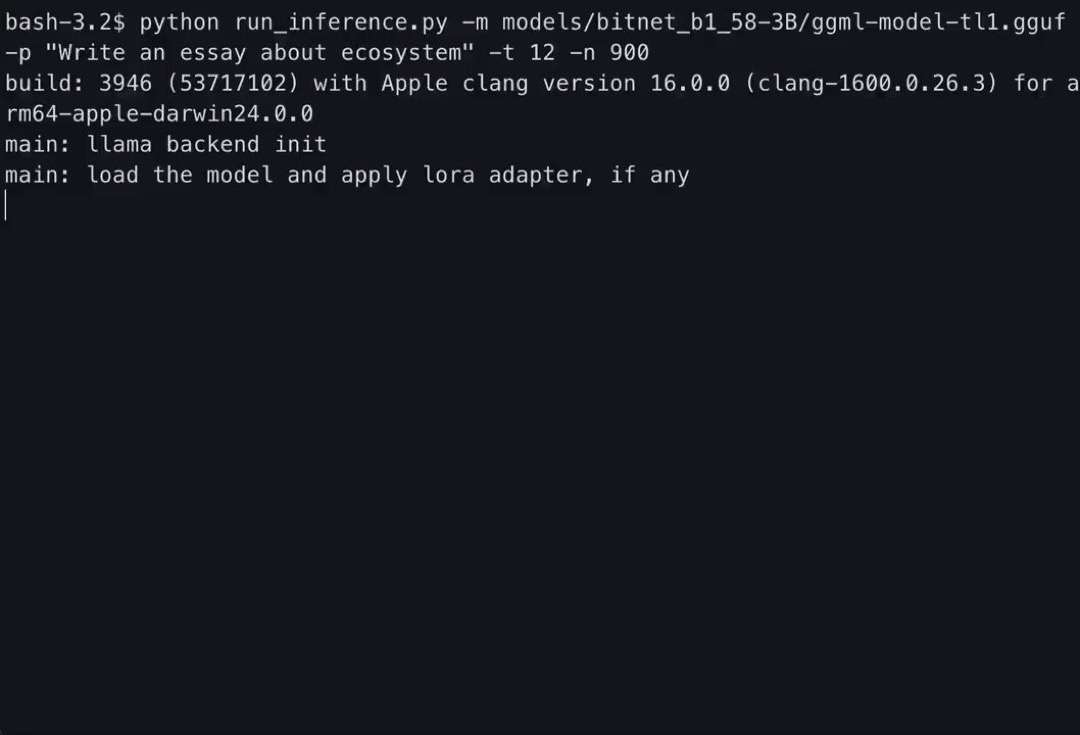 bash-3.2$ python run_inference.py -m models/bitnet_b1_58-3B/ggml-model-tl1.gguf
-p "Write an essay about ecosystem" -t 12 -n 900
build: 3946 (53717102) with Apple clang version 16.0.0 (clang-1600.0.26.3) for a
rm64-apple-darwin24.0.0
main: llama backend init
main: load the model and apply lora adapter, if any